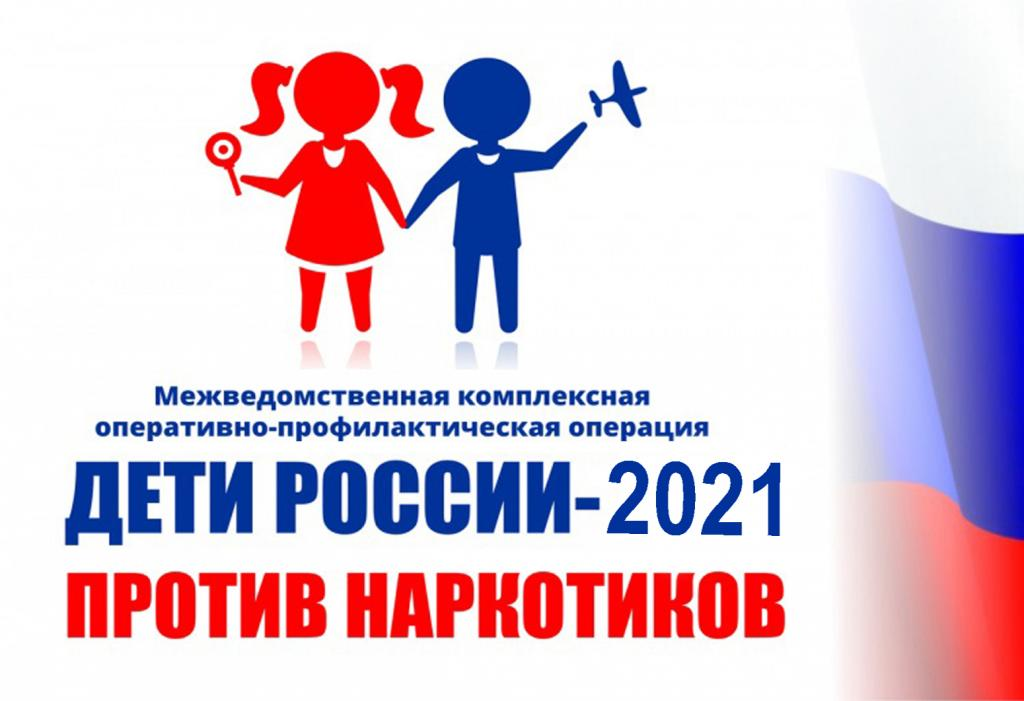 Межведомственная комплексная
оперативно-профилактическая операция
ДЕТИ РОССИИ-2021
ПРОТИВ НАРКОТИКОВ